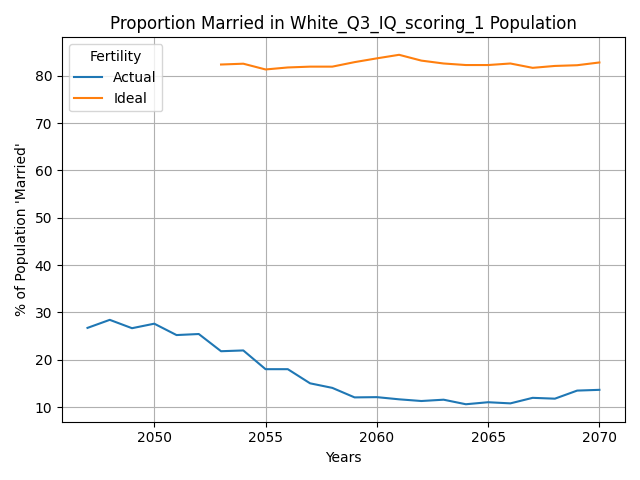 Proportion Married in White_Q3_IQ_scoring_1 Population
Fertility
Actual
Ideal
80
70
60
50
40
30
20
10
% of Population 'Married'
2050
2055
2060
2065
2070
Years